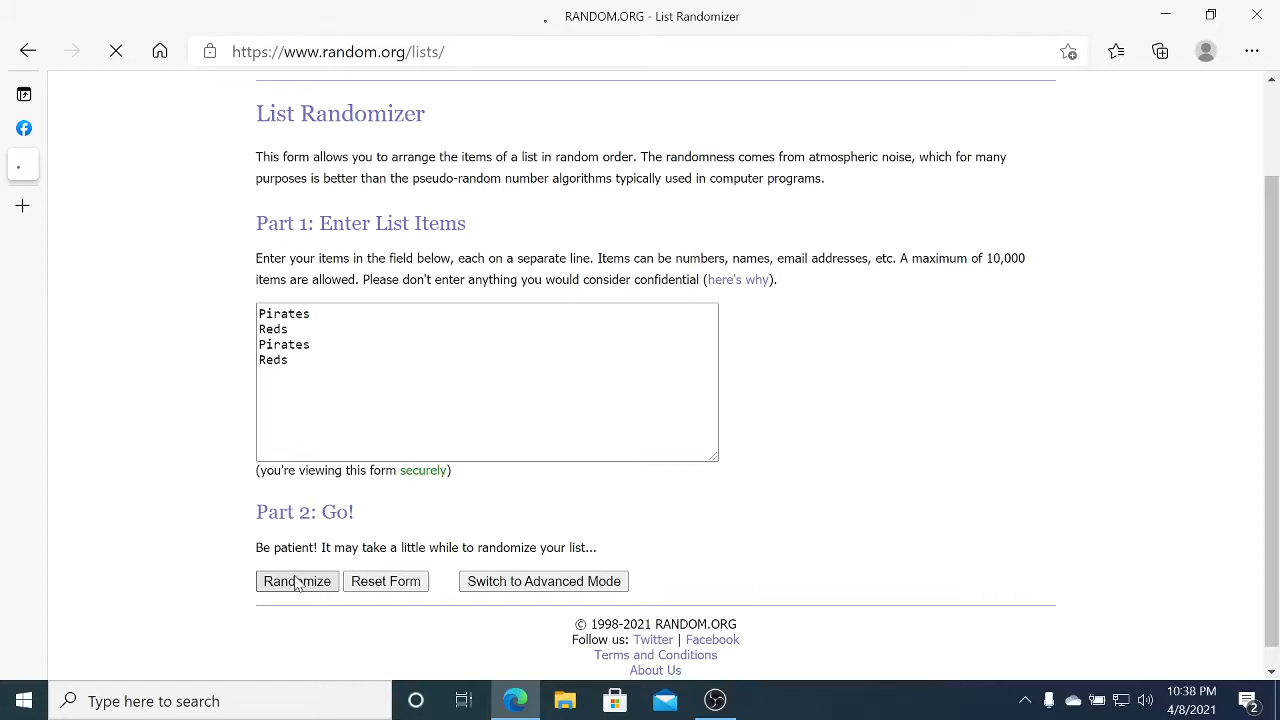 RANDOM.ORG - List Randomizer
https://www.random.org/lists/
List Randomizer
This form allows you to arrange the items of a list in random order. The randomness comes from atmospheric noise, which for many
purposes is better than the pseudo-random number algorithms typically used in computer programs.
Part 1: Enter List Items
Enter your items in the field below, each on a separate line. Items can be numbers, names, email addresses, etc. A maximum of 10,000
items are allowed. Please don't enter anything you would consider confidential (here's why).
Pirates
Reds
Pirates
Reds
(you're viewing this form securely)
Part 2: Go!
Be patient! It may take a little while to randomize your list...
Randomize Reset Form Switch to Advanced Mode
© 1998-2021 RANDOM.ORG
Follow us: Twitter | Facebook
Terms and Conditions
About Us
Type here to search
10:38 PM
4/8/2021
2